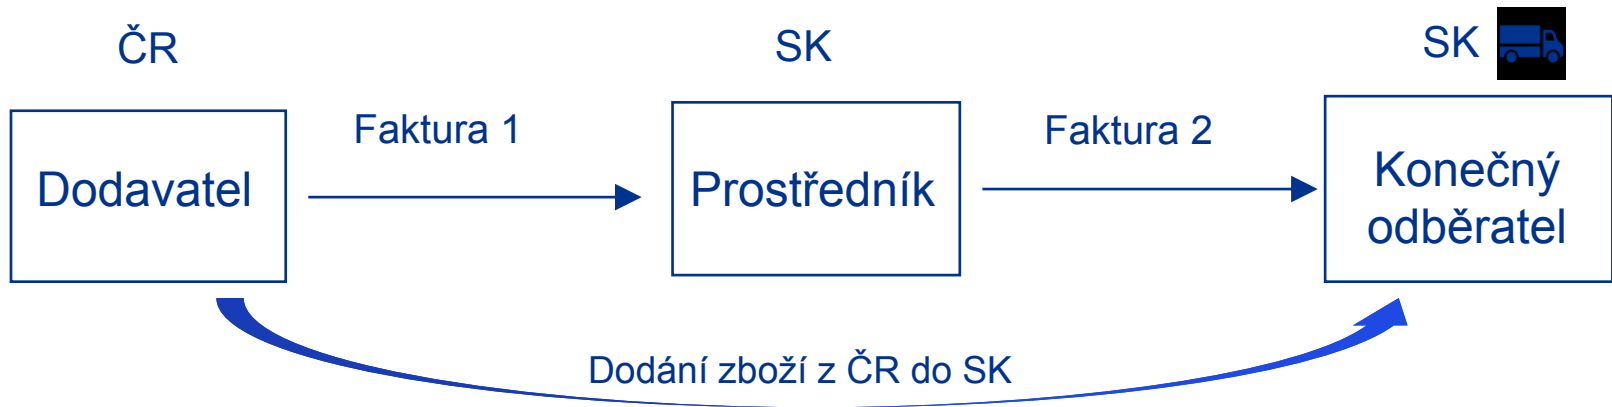 ČR
SK
SK
Faktura 1
Faktura 2
Dodavatel
Prostředník
Konečný
odběratel
Dodání zboží z ČR do SK